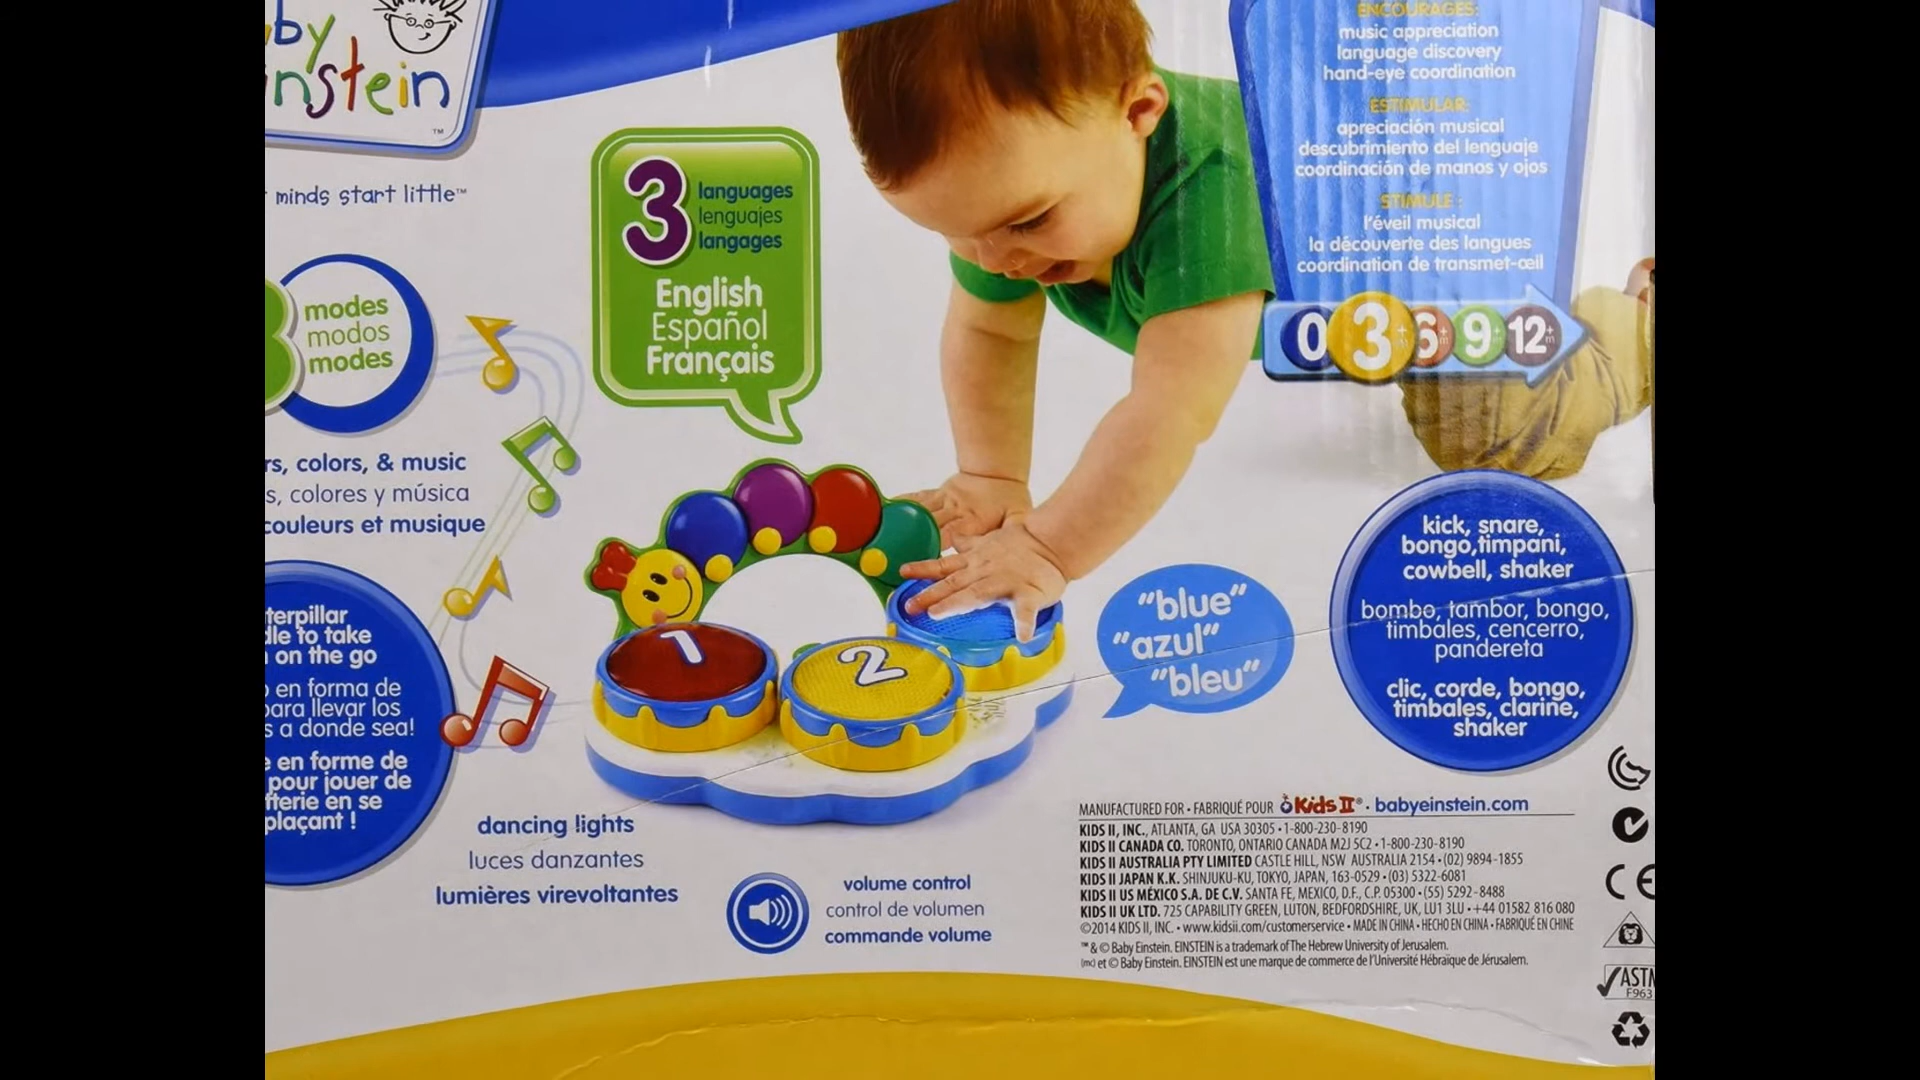 by
nstein
TM
minds start little™
3
languages
lenguajes
langages
English
Español
Français
modes
modos
modes
rs, colors, & music
s, colores y música
couleurs et musique
terpillar
dle to take
on the go
en forma de
para llevar los
s a donde sea!
en forme de
pour jouer de
tterie en se
plaçant !
dancing lights
luces danzantes
lumières virevoltantes
1
2
volume control
control de volumen
commande volume
"blue"
"azul"
"bleu"
ENCOURAGES:
music appreciation
language discovery
hand-eye coordination
ESTIMULAR:
apreciación musical
descubrimiento del lenguaje
coordinación de manos y ojos
STIMULE :
l'éveil musical
la découverte des langues
coordination de transmet-œil
0 3+m 6+m 9+m 12+m
kick, snare,
bongo,timpani,
cowbell, shaker
bombo, tambor, bongo,
timbales, cencerro,
pandereta
clic, corde, bongo,
timbales, clarine,
shaker
MANUFACTURED FOR • FABRIQUÉ POUR Kids II® • babyeinstein.com
KIDS II, INC., ATLANTA, GA USA 30305 • 1-800-230-8190
KIDS II CANADA CO. TORONTO, ONTARIO CANADA M2J 5C2 • 1-800-230-8190
KIDS II AUSTRALIA PTY LIMITED CASTLE HILL, NSW AUSTRALIA 2154 • (02) 9894-1855
KIDS II JAPAN K.K. SHINJUKU-KU, TOKYO, JAPAN, 163-0529 • (03) 5322-6081
KIDS II US MÉXICO S.A. DE C.V. SANTA FE, MEXICO, D.F., C.P. 05300 • (55) 5292-8488
KIDS II UK LTD. 725 CAPABILITY GREEN, LUTON, BEDFORDSHIRE, UK, LU1 3LU • +44 01582 816 080
©2014 KIDS II, INC. • www.kidsii.com/customerservice • MADE IN CHINA • HECHO EN CHINA • FABRIQUÉ EN CHINE
™ & © Baby Einstein. EINSTEIN is a trademark of The Hebrew University of Jerusalem.
(mc) et © Baby Einstein. EINSTEIN est une marque de commerce de l'Université Hébraïque de Jérusalem.
CE
ASTM
F963